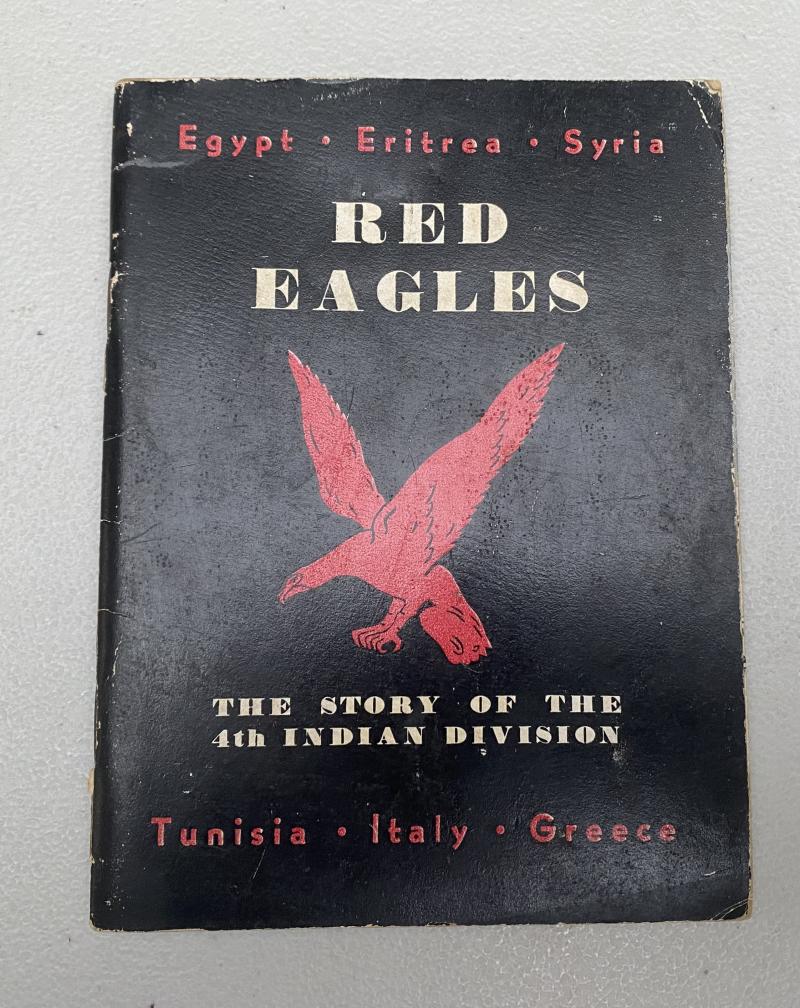 Egypt • Eritrea • Syria
RED
EAGLES
THE STORY OF THE
4th INDIAN DIVISION
Tunisia • Italy • Greece